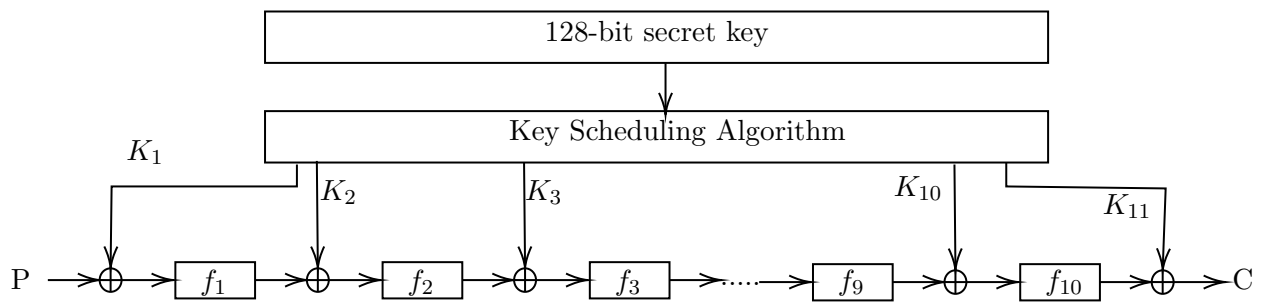 128-bit secret key
Key Scheduling Algorithm
K₁
K₂
K₃
K₁₀
K₁₁
P
f₁
f₂
f₃
.....
f₉
f₁₀
C